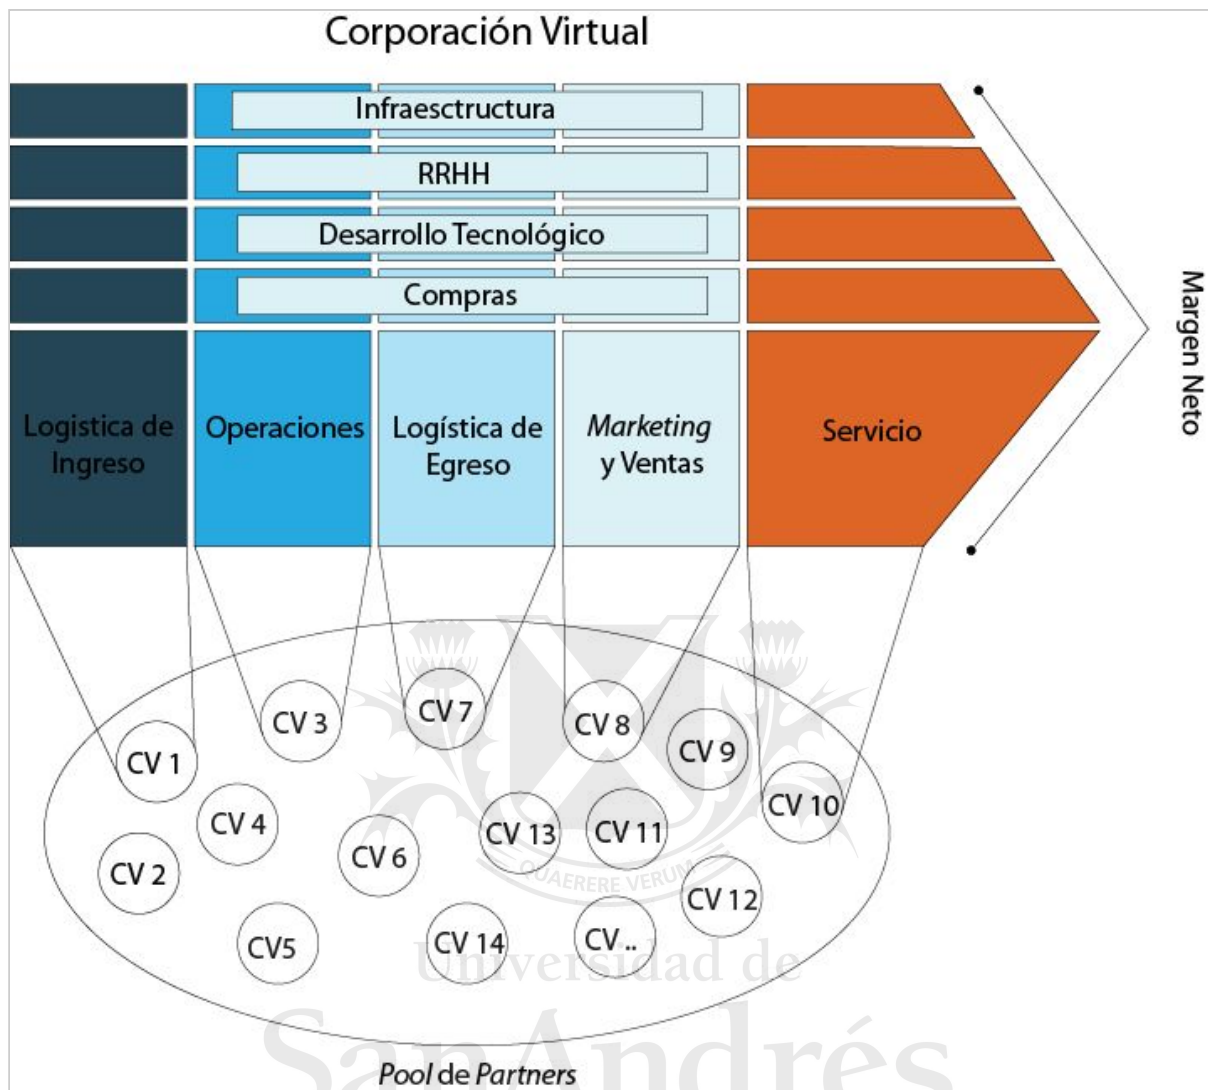 Corporación Virtual
Infraesctructura
RRHH
Desarrollo Tecnológico
Compras
Logistica de
Ingreso
Operaciones
Logística de
Egreso
Marketing
y Ventas
Servicio
Margen Neto
CV 1
CV 3
CV 7
CV 8
CV 9
CV 10
CV 4
CV 13
CV 11
CV 2
CV 6
CV 12
CV5
CV 14
CV..
QUAERERE VERUM
Universidad de
SanAndrés
Pool de Partners